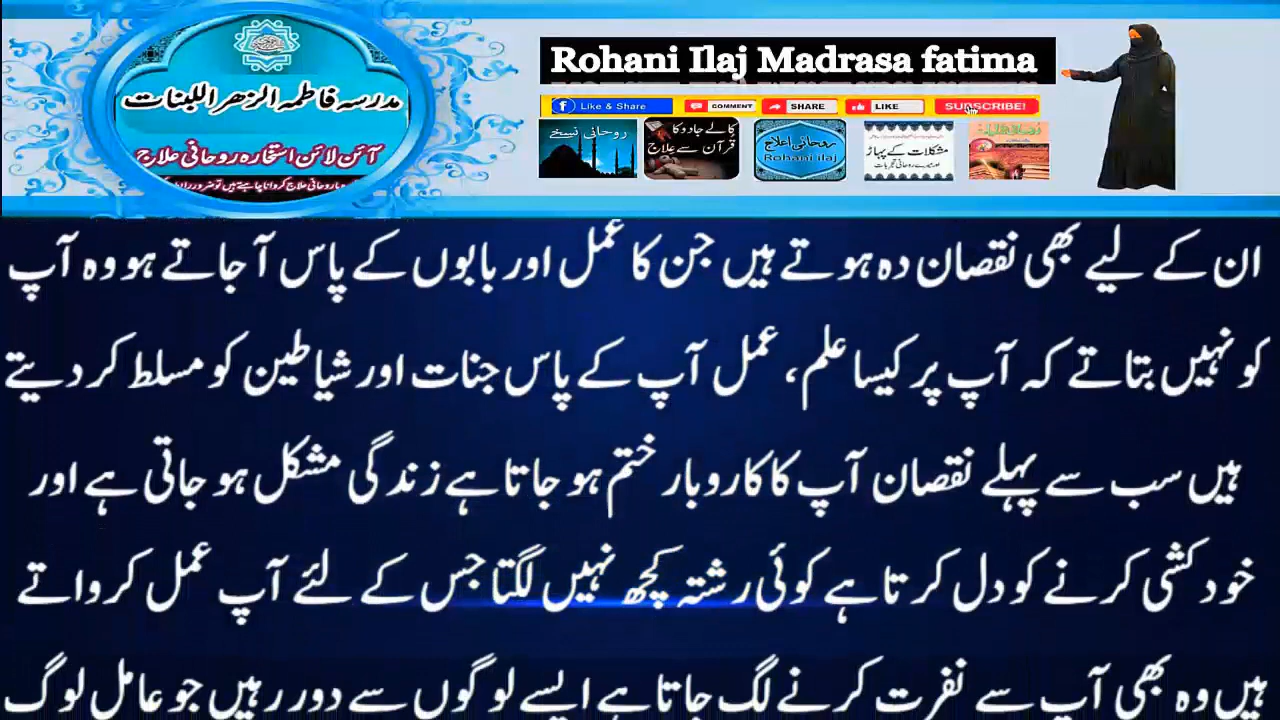 مدرسہ فاطمہ الزھرا للبنات
آئن لائن استخارہ روحانی علاج
Rohani Ilaj Madrasa fatima
Like & Share
COMMENT
SHARE
LIKE
SUBSCRIBE!
روحانی نسخے
کالے جادو کا
قرآن سے علاج
روحانی علاج
Rohani ilaj
مشکلات کے پہاڑ
ان کے لیے بھی نقصان دہ ہوتے ہیں جن کا عمل اور بابوں کے پاس آ جاتے ہو وہ آپ
کو نہیں بتاتے کہ آپ پر کیسا علم، عمل آپ کے پاس جنات اور شیاطین کو مسلط کر دیتے
ہیں سب سے پہلے نقصان آپ کا کاروبار ختم ہو جاتا ہے زندگی مشکل ہو جاتی ہے اور
خودکشی کرنے کو دل کرتا ہے کوئی رشتہ کچھ نہیں لگتا جس کے لئے آپ عمل کرواتے
ہیں وہ بھی آپ سے نفرت کرنے لگ جاتا ہے ایسے لوگوں سے دور رہیں جو عامل لوگ